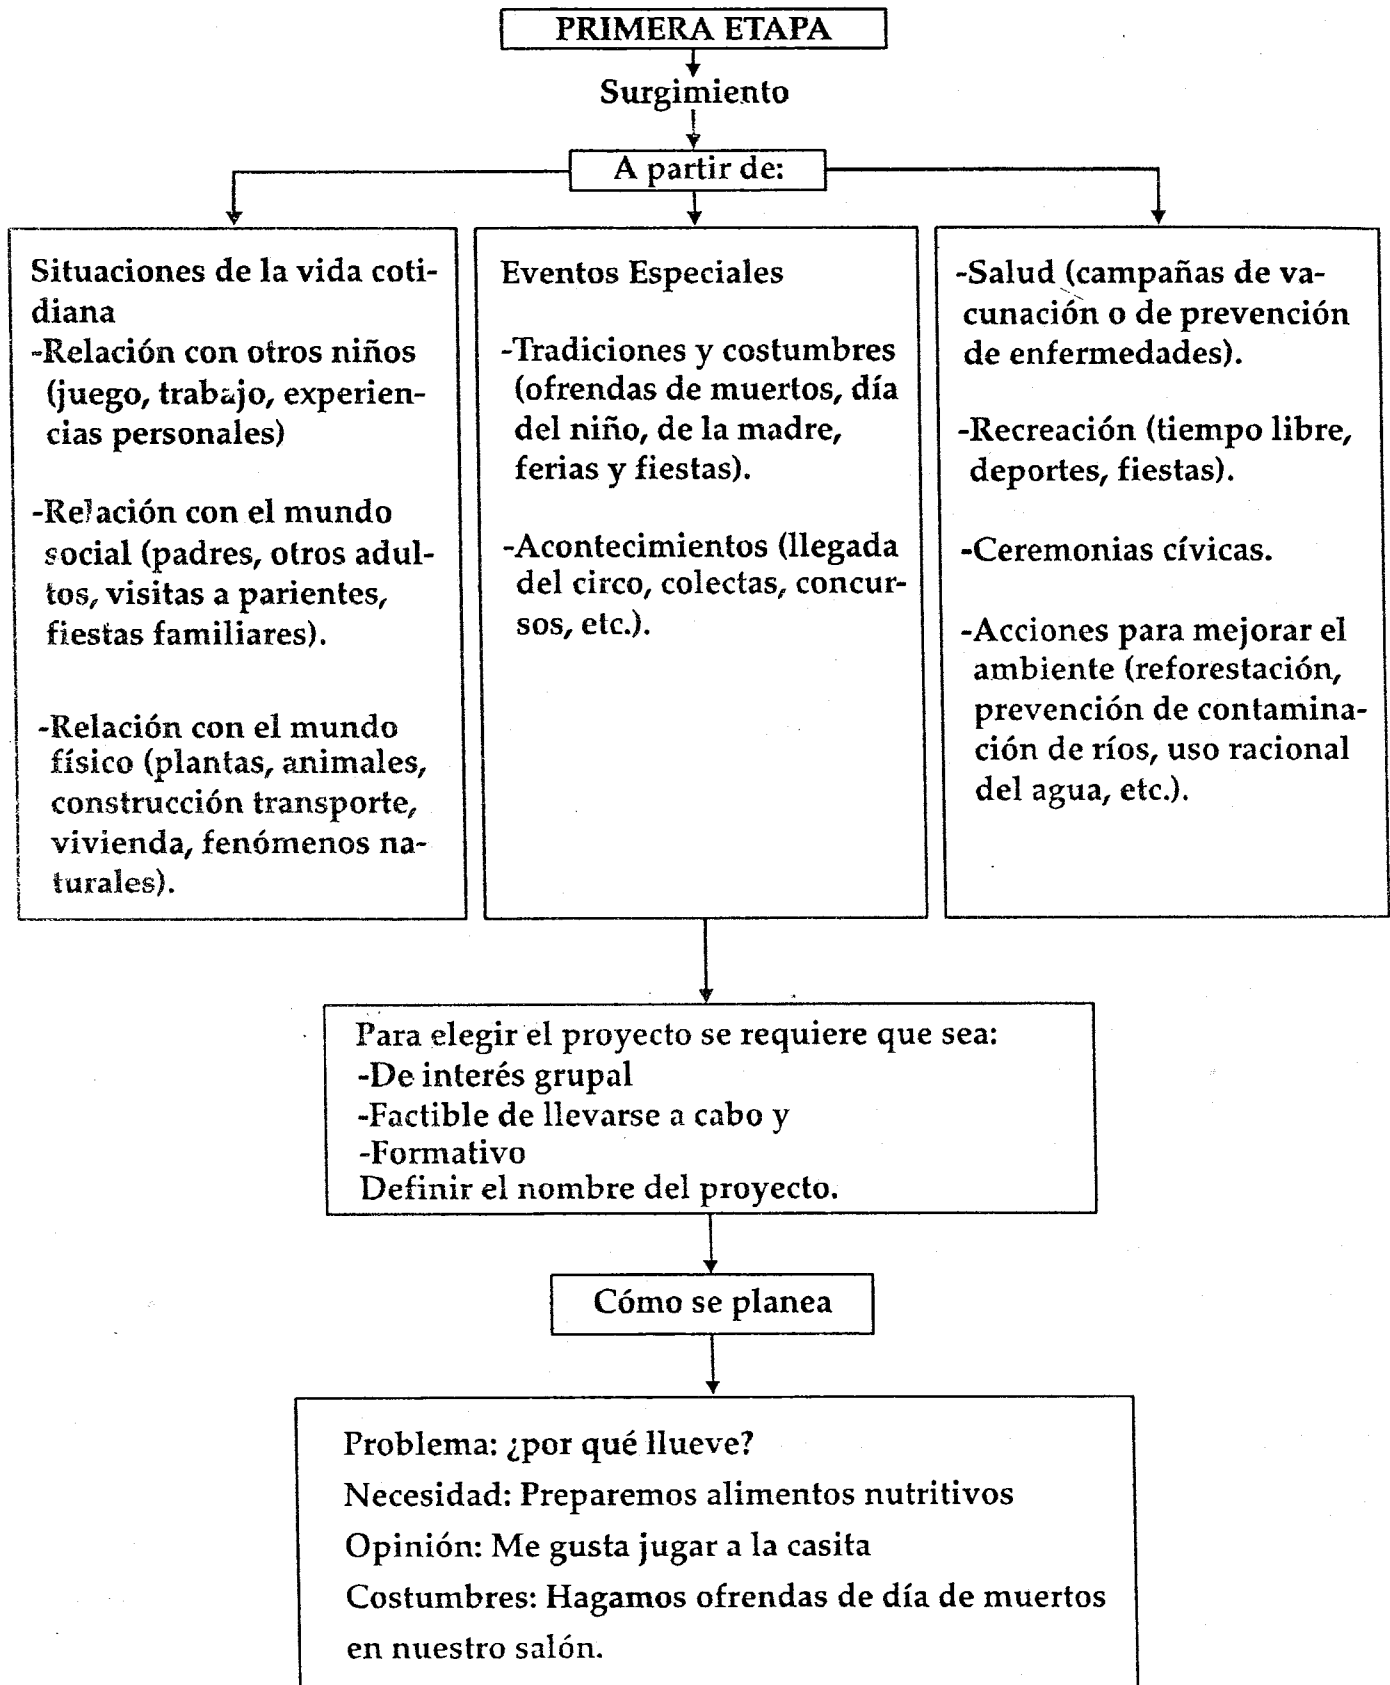 PRIMERA ETAPA
Surgimiento
A partir de:
Situaciones de la vida coti-
diana
-Relación con otros niños
(juego, trabajo, experien-
cias personales)
-Relación con el mundo
social (padres, otros adul-
tos, visitas a parientes,
fiestas familiares).
-Relación con el mundo
físico (plantas, animales,
construcción transporte,
vivienda, fenómenos na-
turales).
Eventos Especiales
-Tradiciones y costumbres
(ofrendas de muertos, día
del niño, de la madre,
ferias y fiestas).
-Acontecimientos (llegada
del circo, colectas, concur-
sos, etc.).
-Salud (campañas de va-
cunación o de prevención
de enfermedades).
-Recreación (tiempo libre,
deportes, fiestas).
-Ceremonias cívicas.
-Acciones para mejorar el
ambiente (reforestación,
prevención de contamina-
ción de ríos, uso racional
del agua, etc.).
Para elegir el proyecto se requiere que sea:
-De interés grupal
-Factible de llevarse a cabo y
-Formativo
Definir el nombre del proyecto.
Cómo se planea
Problema: ¿por qué llueve?
Necesidad: Preparemos alimentos nutritivos
Opinión: Me gusta jugar a la casita
Costumbres: Hagamos ofrendas de día de muertos
en nuestro salón.